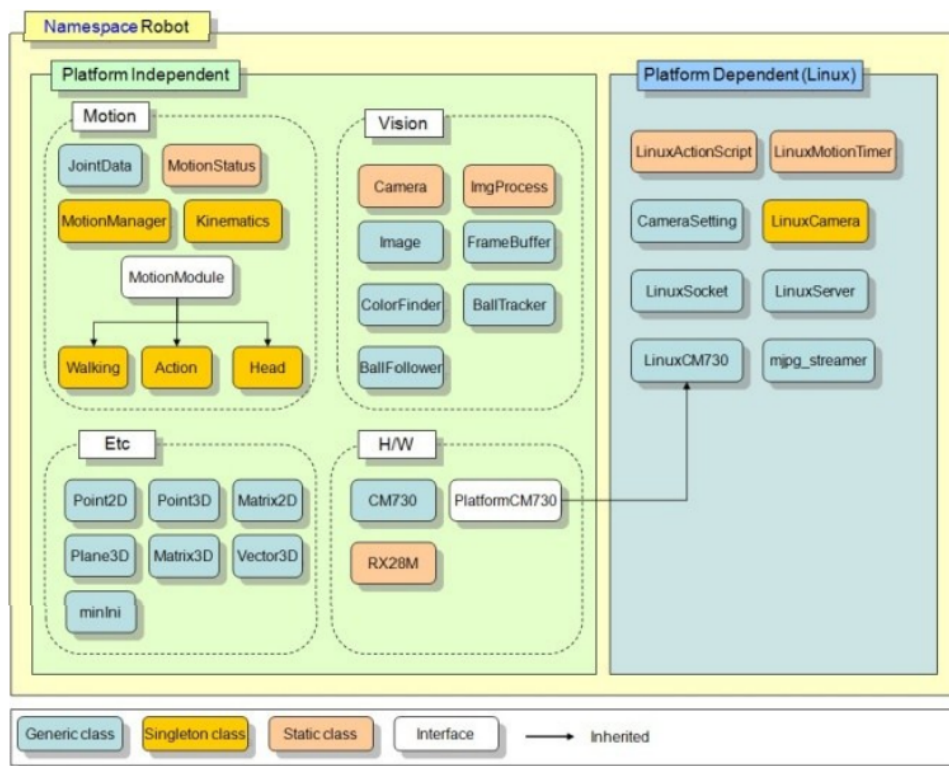 Namespace Robot
Platform Independent
Motion
JointData
MotionStatus
MotionManager
Kinematics
MotionModule
Walking
Action
Head
Vision
Camera
ImgProcess
Image
FrameBuffer
ColorFinder
BallTracker
BallFollower
Etc
Point2D
Point3D
Matrix2D
Plane3D
Matrix3D
Vector3D
minIni
H/W
CM730
PlatformCM730
RX28M
Platform Dependent (Linux)
LinuxActionScript
LinuxMotionTimer
CameraSetting
LinuxCamera
LinuxSocket
LinuxServer
LinuxCM730
mjpg_streamer
Generic class
Singleton class
Static class
Interface
Inherited